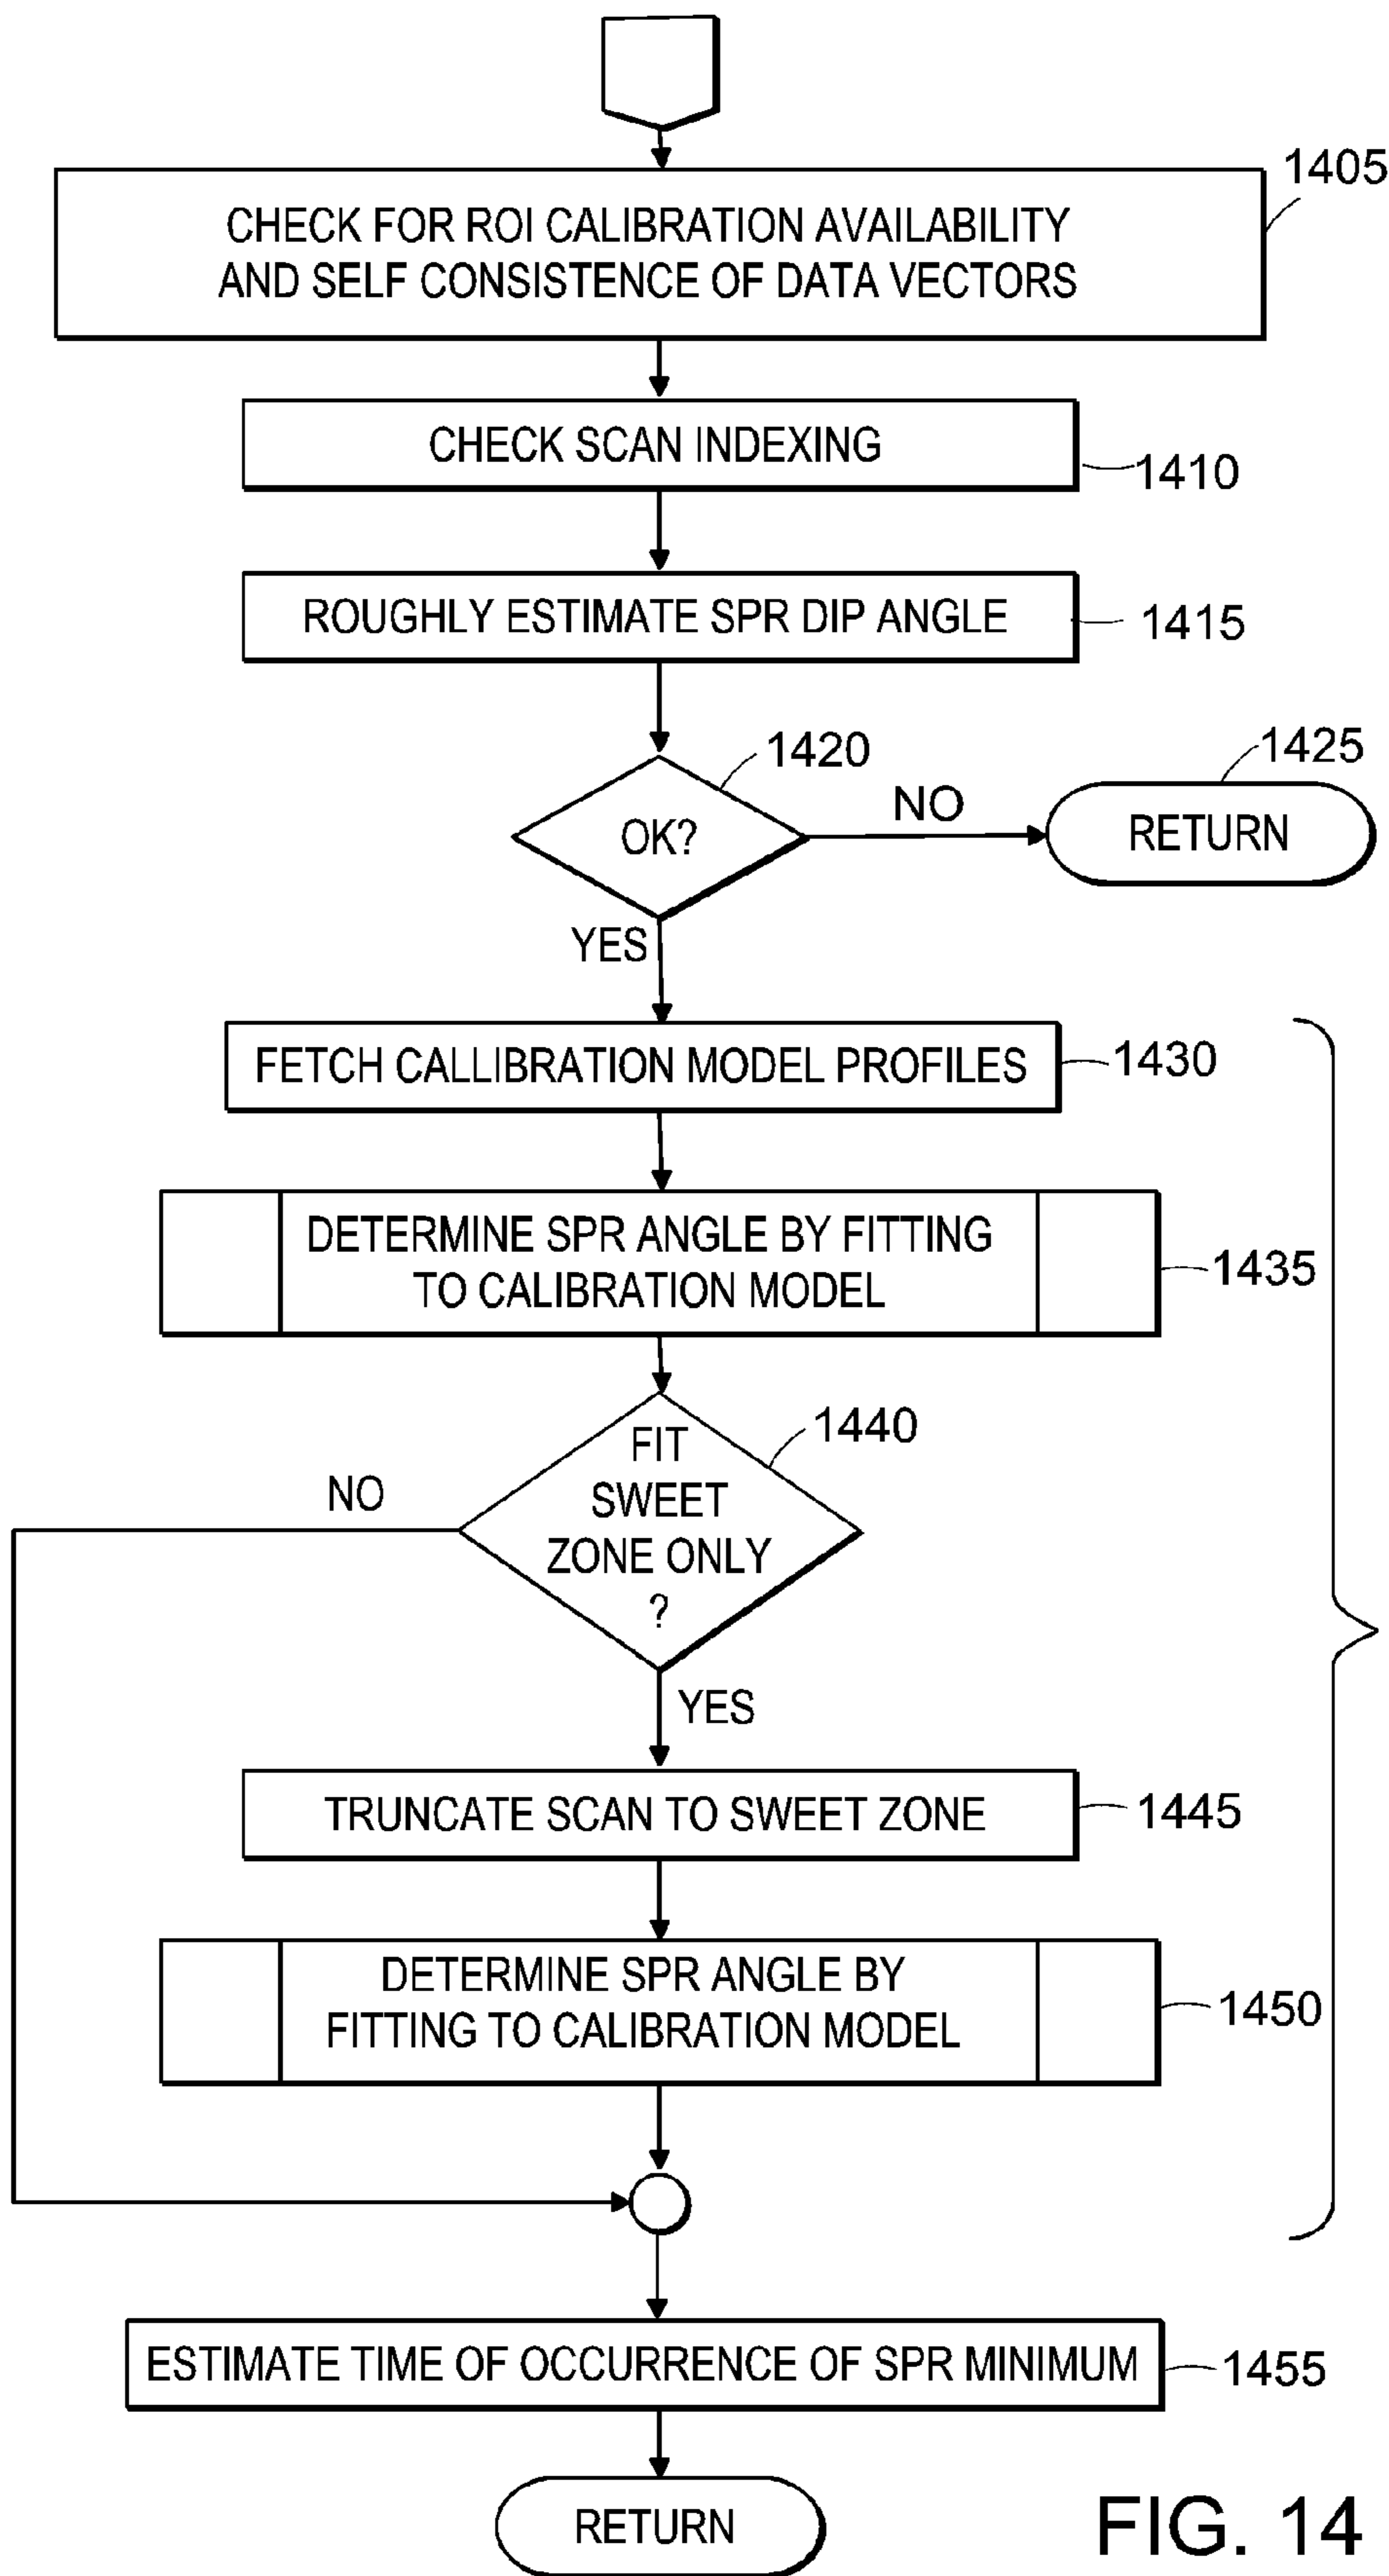 1405
CHECK FOR ROI CALIBRATION AVAILABILITY
AND SELF CONSISTENCE OF DATA VECTORS
CHECK SCAN INDEXING
1410
ROUGHLY ESTIMATE SPR DIP ANGLE
1415
1420
1425
OK?
NO
RETURN
YES
FETCH CALLIBRATION MODEL PROFILES
1430
DETERMINE SPR ANGLE BY FITTING
TO CALIBRATION MODEL
1435
1440
FIT
SWEET
ZONE ONLY
?
NO
YES
TRUNCATE SCAN TO SWEET ZONE
1445
DETERMINE SPR ANGLE BY
FITTING TO CALIBRATION MODEL
1450
ESTIMATE TIME OF OCCURRENCE OF SPR MINIMUM
1455
RETURN
FIG. 14